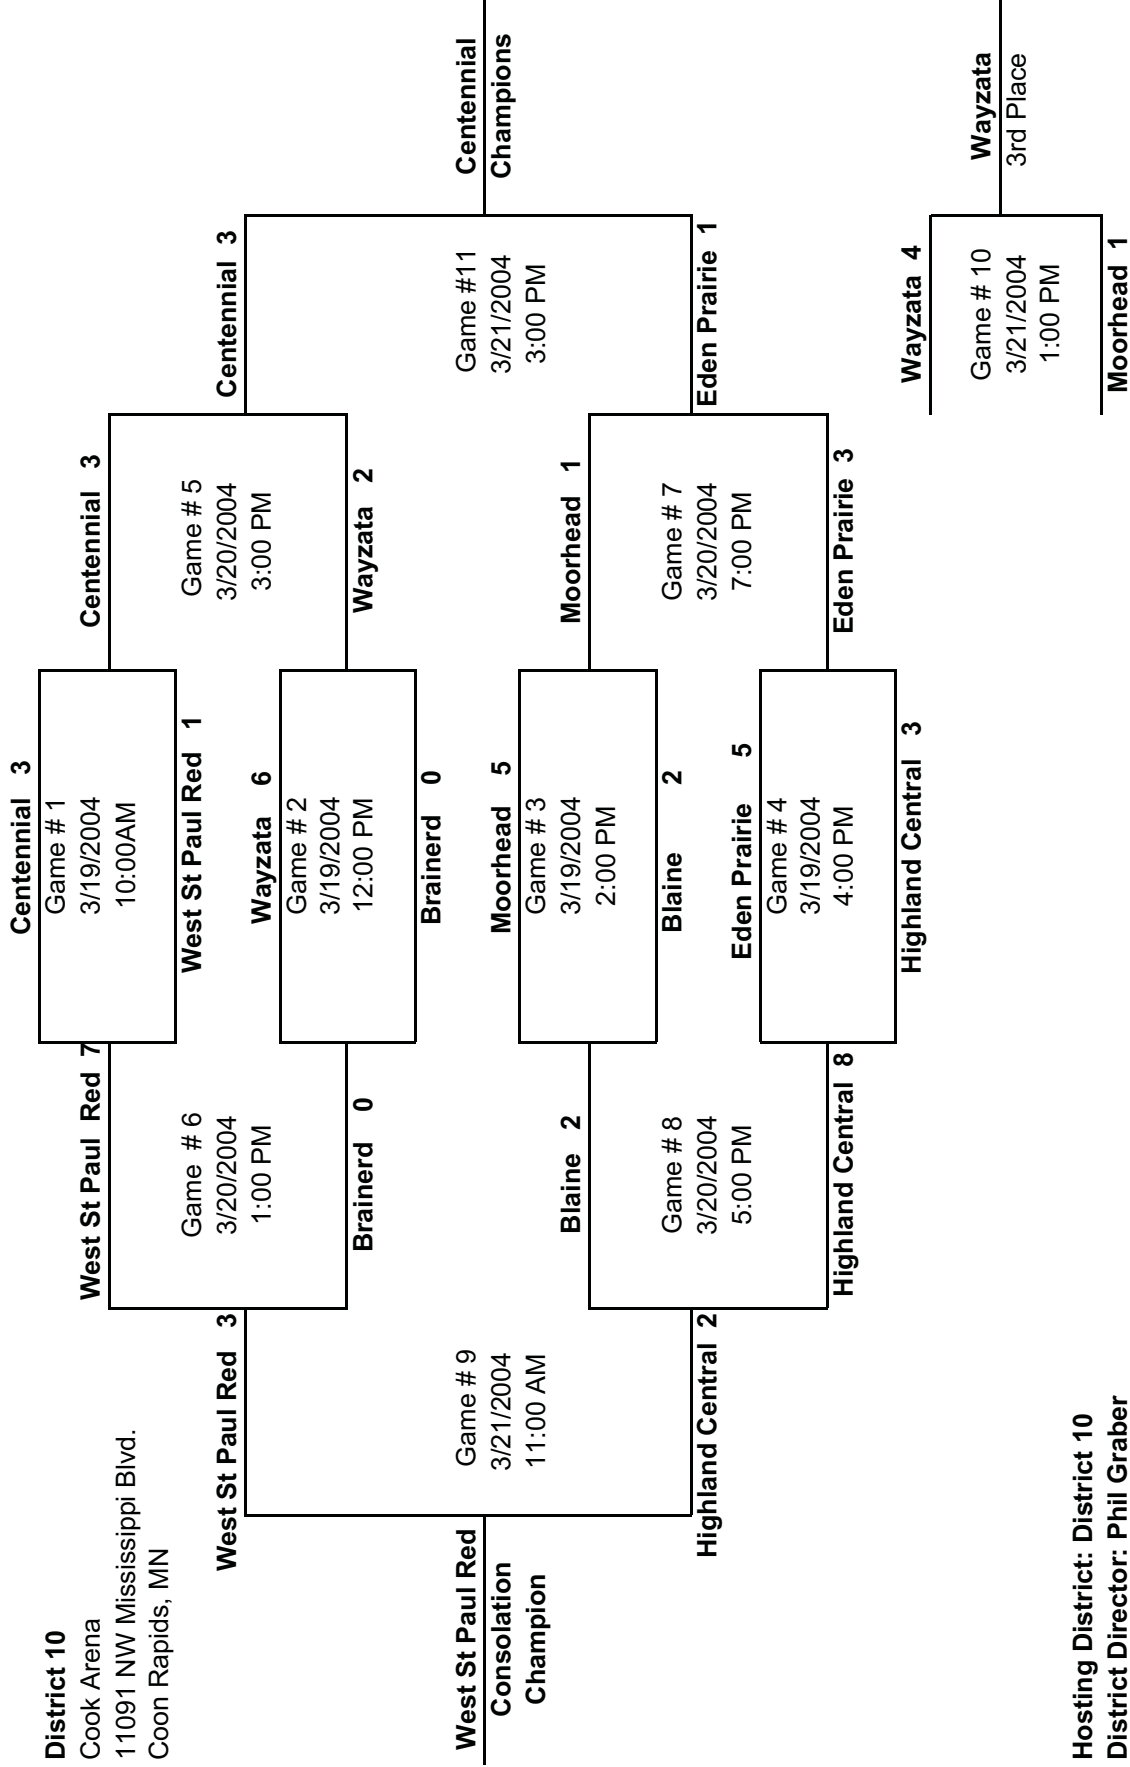 District 10
Cook Arena
11091 NW Mississippi Blvd.
Coon Rapids, MN
Centennial 3
Game # 1
3/19/2004
10:00AM
West St Paul Red 1
West St Paul Red 7
Centennial 3
Game # 6
3/20/2004
1:00 PM
Game # 5
3/20/2004
3:00 PM
West St Paul Red 3
Centennial 3
Wayzata 6
Game # 2
3/19/2004
12:00 PM
Brainerd 0
Brainerd 0
Wayzata 2
West St Paul Red
Consolation
Champion
Game # 9
3/21/2004
11:00 AM
Game #11
3/21/2004
3:00 PM
Centennial
Champions
Moorhead 5
Game # 3
3/19/2004
2:00 PM
Blaine 2
Blaine 2
Moorhead 1
Game # 8
3/20/2004
5:00 PM
Game # 7
3/20/2004
7:00 PM
Highland Central 2
Eden Prairie 1
Eden Prairie 5
Game # 4
3/19/2004
4:00 PM
Highland Central 3
Highland Central 8
Eden Prairie 3
Wayzata 4
Game # 10
3/21/2004
1:00 PM
Moorhead 1
Wayzata
3rd Place
Hosting District: District 10
District Director: Phil Graber